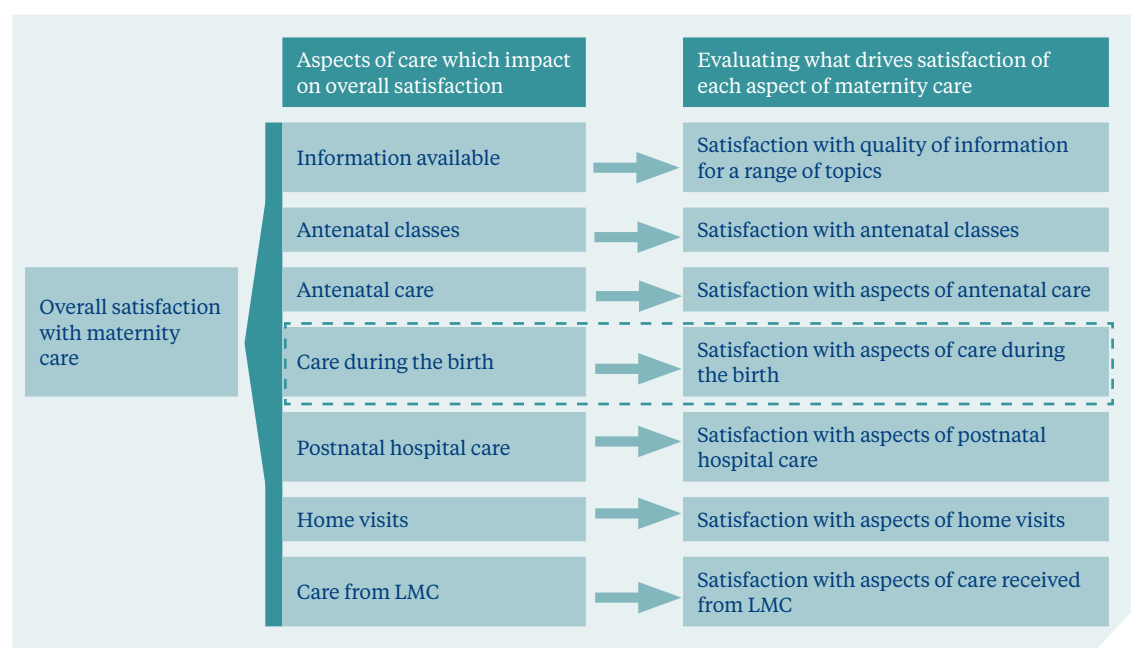 Aspects of care which impact
on overall satisfaction
Evaluating what drives satisfaction of
each aspect of maternity care
Overall satisfaction
with maternity
care
Information available
Satisfaction with quality of information
for a range of topics
Antenatal classes
Satisfaction with antenatal classes
Antenatal care
Satisfaction with aspects of antenatal care
Care during the birth
Satisfaction with aspects of care during
the birth
Postnatal hospital care
Satisfaction with aspects of postnatal
hospital care
Home visits
Satisfaction with aspects of home visits
Care from LMC
Satisfaction with aspects of care received
from LMC